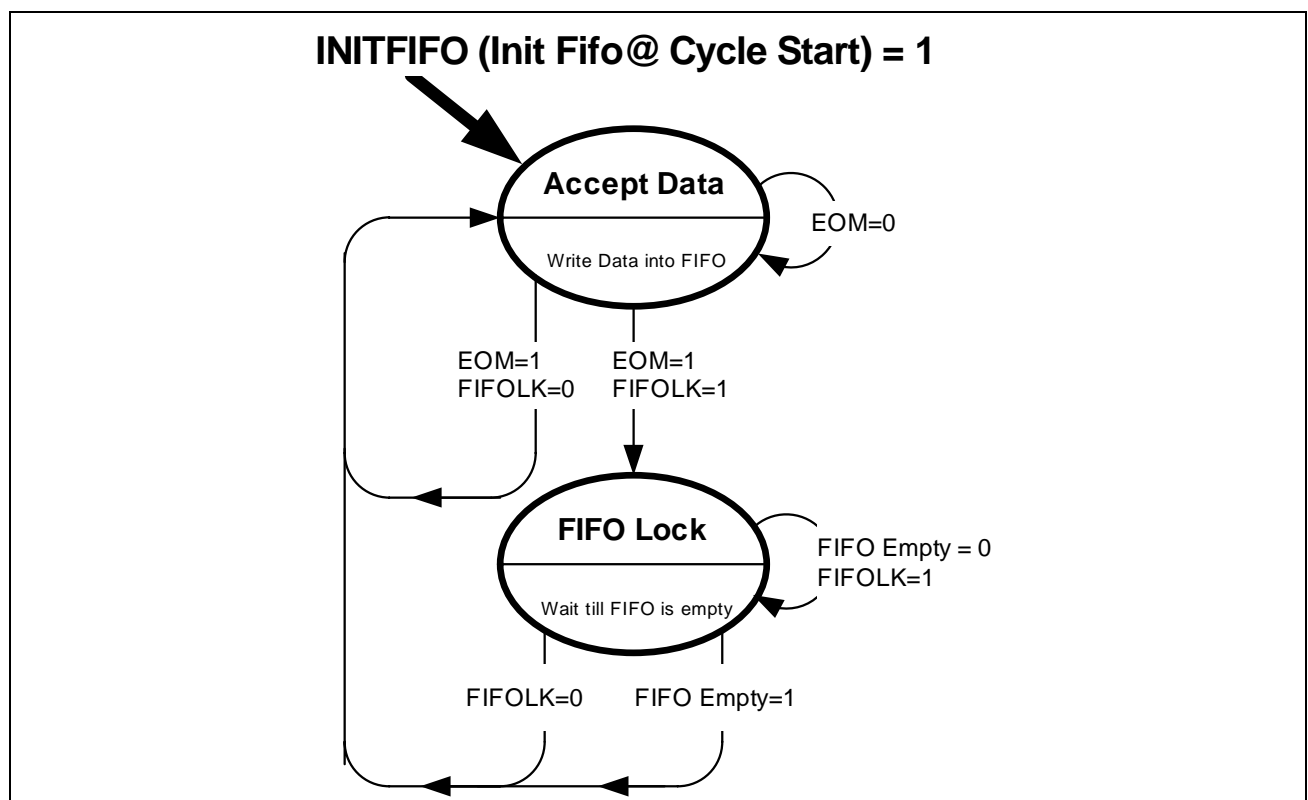 INITFIFO (Init Fifo@ Cycle Start) = 1
Accept Data
EOM=0
Write Data into FIFO
EOM=1
FIFOLK=0
EOM=1
FIFOLK=1
FIFO Lock
FIFO Empty = 0
FIFOLK=1
Wait till FIFO is empty
FIFOLK=0
FIFO Empty=1